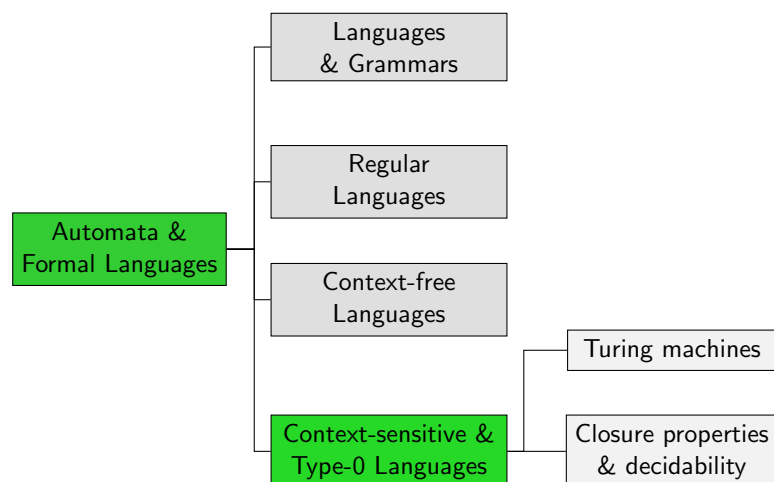 Languages
& Grammars
Regular
Languages
Automata &
Formal Languages
Context-free
Languages
Turing machines
Context-sensitive &
Type-0 Languages
Closure properties
& decidability